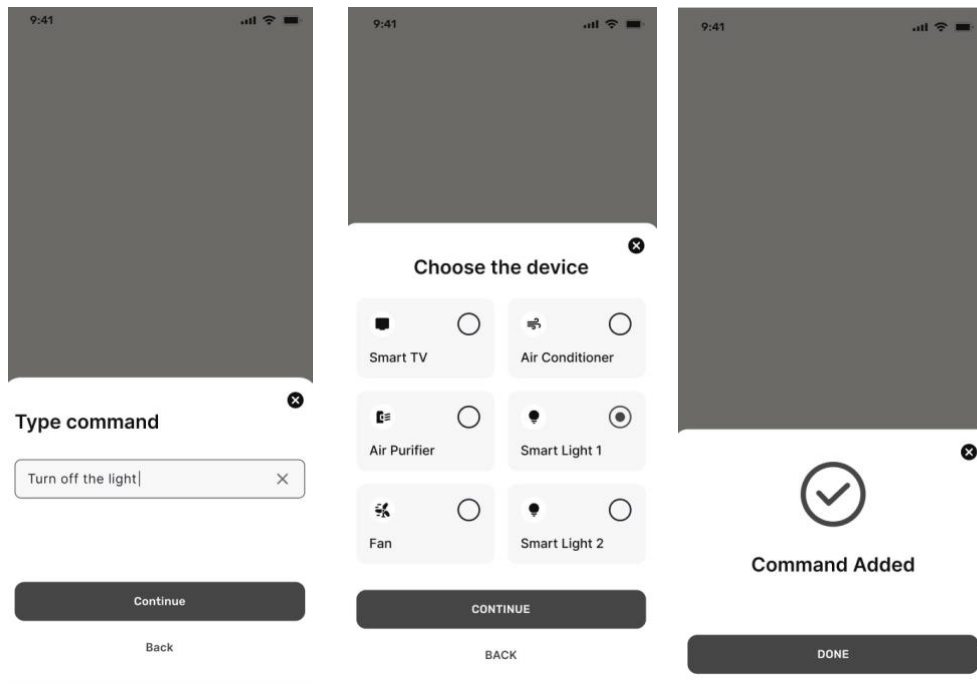 9:41
Type command
Turn off the light
Continue
Back
9:41
Choose the device
Smart TV
Air Conditioner
Air Purifier
Smart Light 1
Fan
Smart Light 2
CONTINUE
BACK
9:41
Command Added
DONE